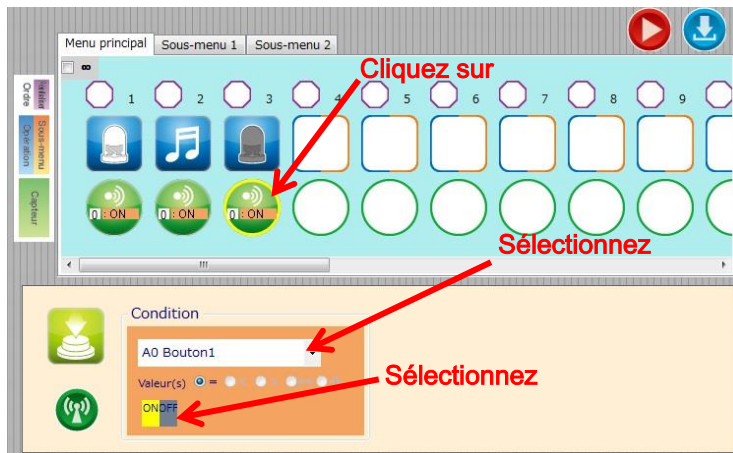 Menu principal Sous-menu 1 Sous-menu 2
∞
Cliquez sur
1 2 3 4 5 6 7 8 9
Ordre
Sous-menu
Opération
Capteur
0 : ON 0 : ON 0 : ON
Sélectionnez
Condition
A0 Bouton1
Sélectionnez
Valeur(s) =
ON OFF